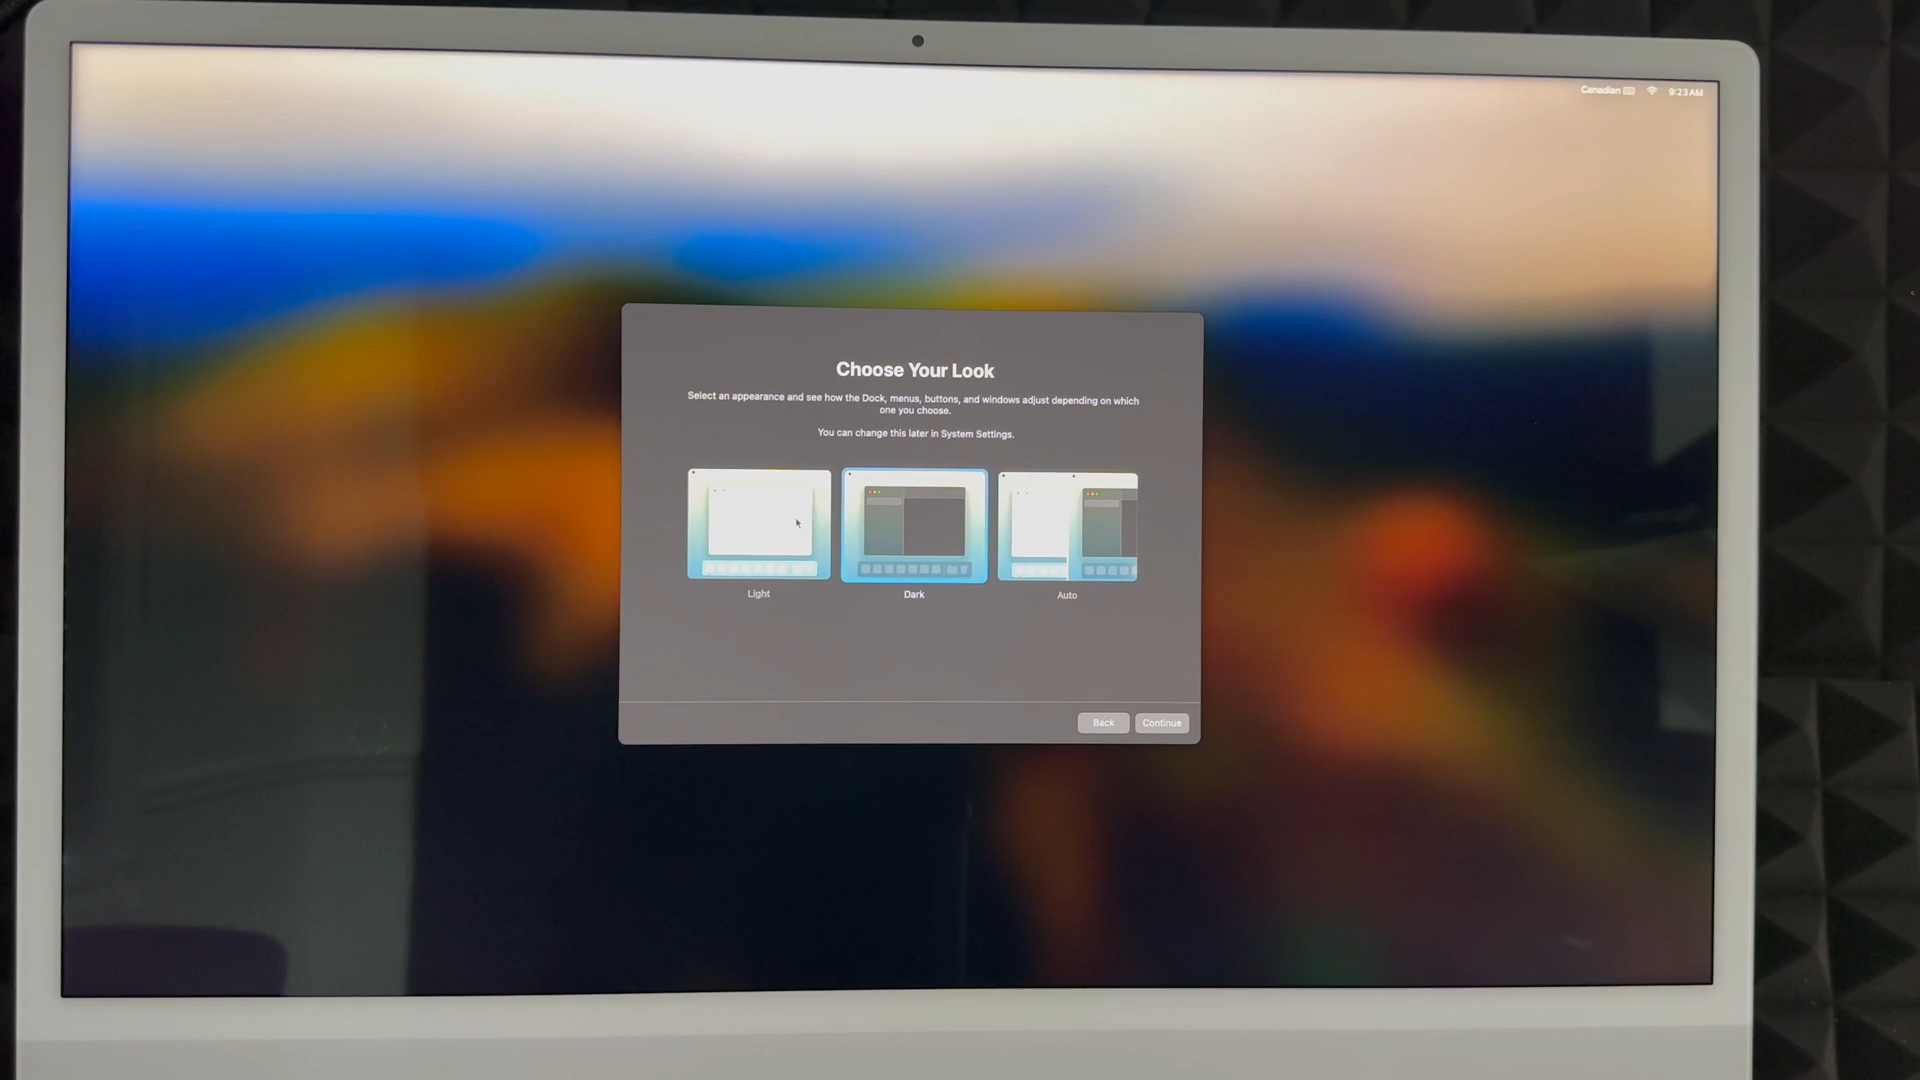 Canadian 9:23 AM
Choose Your Look
Select an appearance and see how the Dock, menus, buttons, and windows adjust depending on which
one you choose.
You can change this later in System Settings.
Light Dark Auto
Back Continue